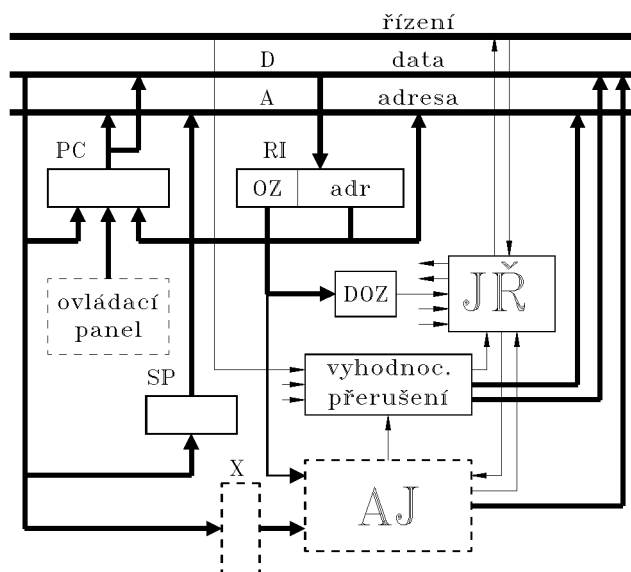 řízení
D data
A adresa
PC
RI
OZ adr
DOZ
JŘ
ovládací
panel
SP
vyhodnoc.
přerušení
X
AJ